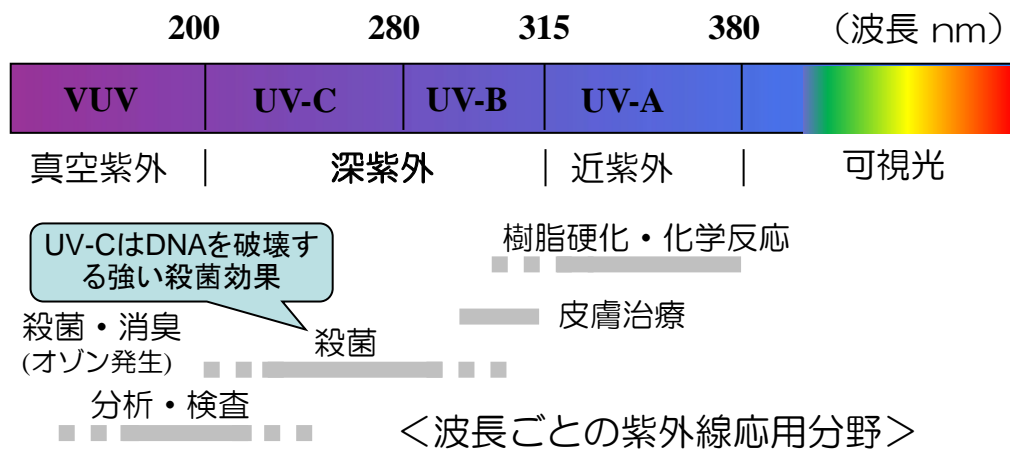 200 280 315 380 （波長 nm）
VUV UV-C UV-B UV-A
真空紫外 深紫外 近紫外 可視光
樹脂硬化・化学反応
UV-CはDNAを破壊す
る強い殺菌効果
皮膚治療
殺菌・消臭
(オゾン発生)
殺菌
分析・検査
＜波長ごとの紫外線応用分野＞